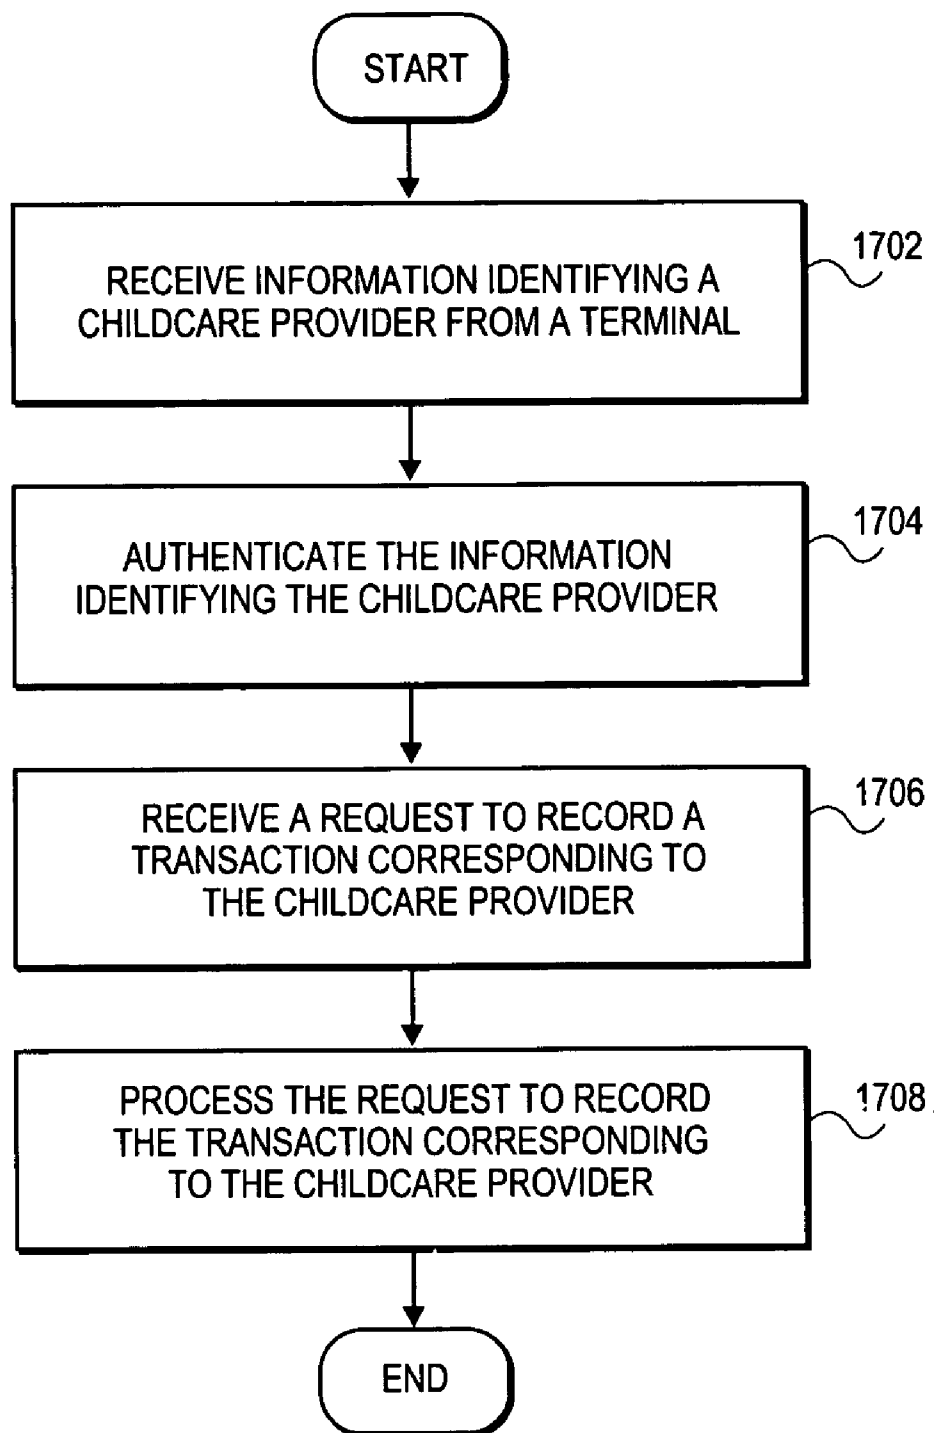 START
RECEIVE INFORMATION IDENTIFYING A
CHILDCARE PROVIDER FROM A TERMINAL
1702
AUTHENTICATE THE INFORMATION
IDENTIFYING THE CHILDCARE PROVIDER
1704
RECEIVE A REQUEST TO RECORD A
TRANSACTION CORRESPONDING TO
THE CHILDCARE PROVIDER
1706
PROCESS THE REQUEST TO RECORD
THE TRANSACTION CORRESPONDING
TO THE CHILDCARE PROVIDER
1708
END